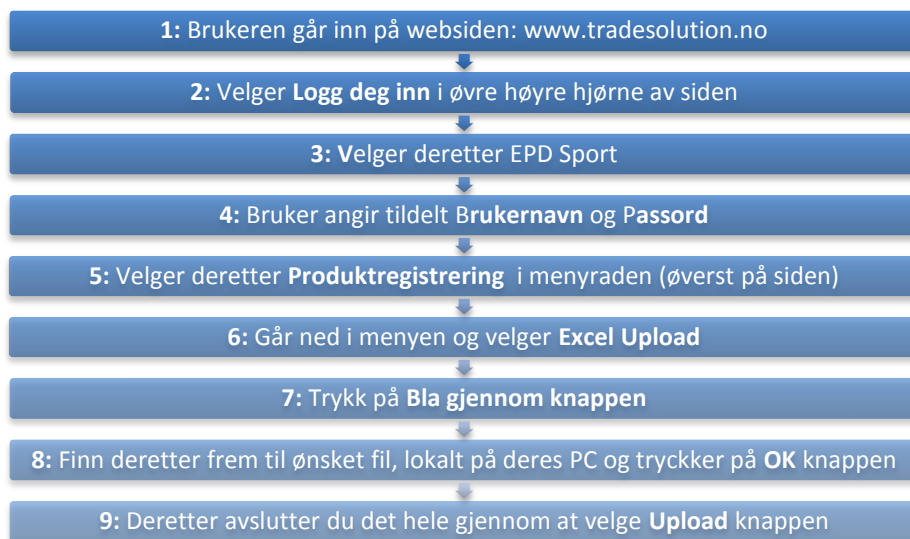 1: Brukeren går inn på websiden: www.tradesolution.no
2: Velger Logg deg inn i øvre høyre hjørne av siden
3: Velger deretter EPD Sport
4: Bruker angir tildelt Brukernavn og Passord
5: Velger deretter Produktregistrering i menyraden (øverst på siden)
6: Går ned i menyen og velger Excel Upload
7: Trykk på Bla gjennom knappen
8: Finn deretter frem til ønsket fil, lokalt på deres PC og tryckker på OK knappen
9: Deretter avslutter du det hele gjennom at velge Upload knappen